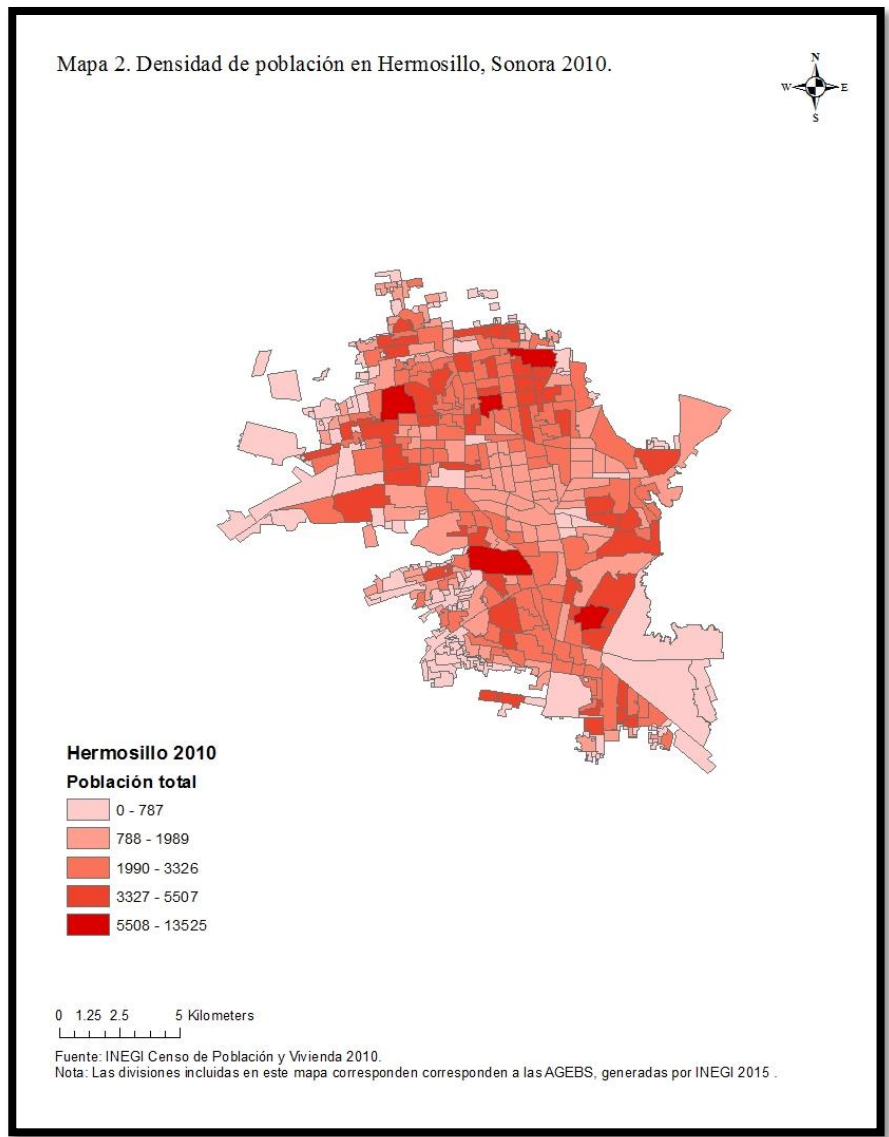 Mapa 2. Densidad de población en Hermosillo, Sonora 2010.
N
W E
S
Hermosillo 2010
Población total
0 - 787
788 - 1989
1990 - 3326
3327 - 5507
5508 - 13525
0 1.25 2.5 5 Kilometers
Fuente: INEGI Censo de Población y Vivienda 2010.
Nota: Las divisiones incluidas en este mapa corresponden corresponden a las AGEBS, generadas por INEGI 2015 .